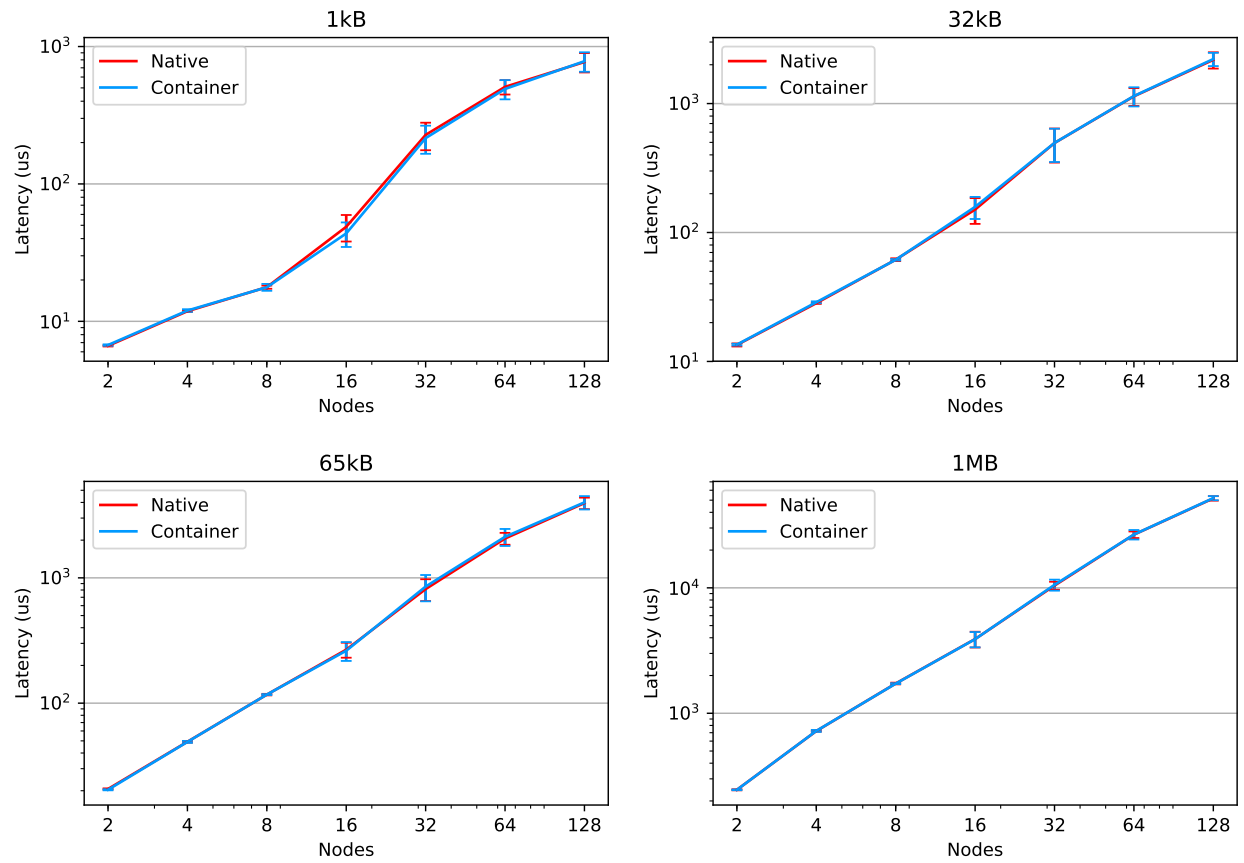 1kB
10³
10²
10¹
Latency (us)
Native
Container
2 4 8 16 32 64 128
Nodes
32kB
10³
10²
10¹
Latency (us)
Native
Container
2 4 8 16 32 64 128
Nodes
65kB
10³
10²
Latency (us)
Native
Container
2 4 8 16 32 64 128
Nodes
1MB
10⁴
10³
Latency (us)
Native
Container
2 4 8 16 32 64 128
Nodes